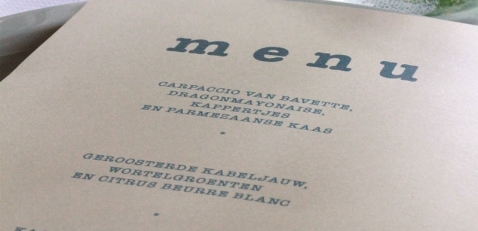 menu
CARPACCIO VAN BAVETTE,
DRAGONMAYONAISE,
KAPPERTJES
EN PARMEZAANSE KAAS
GEROOSTERDE KABELJAUW,
WORTELGROENTEN
EN CITRUS BEURRE BLANC